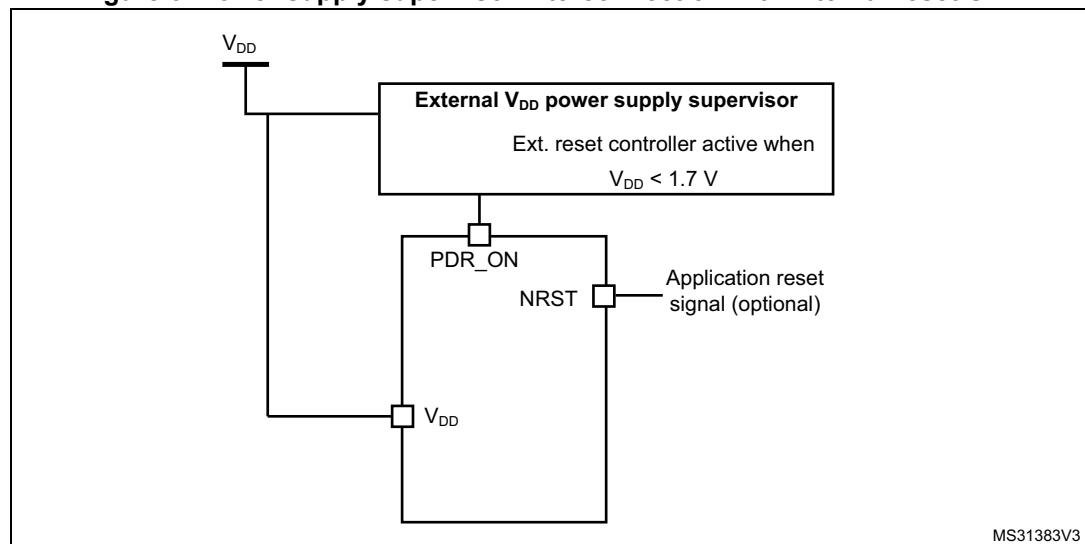 V_DD
External V_DD power supply supervisor
Ext. reset controller active when
V_DD < 1.7 V
PDR_ON
NRST
Application reset
signal (optional)
V_DD
MS31383V3